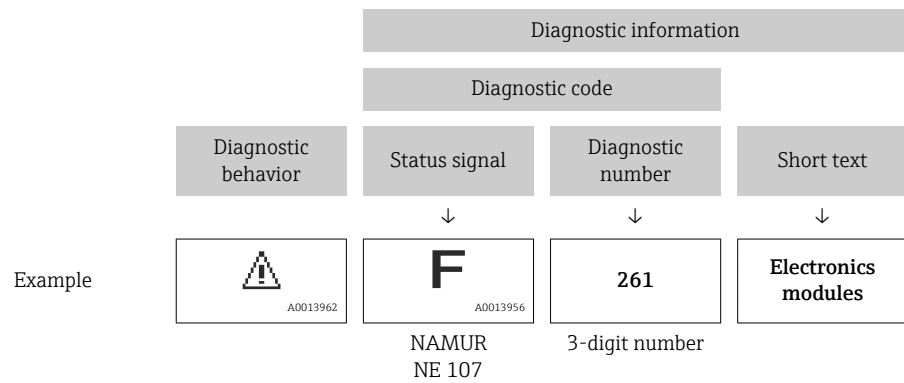 Diagnostic information
Diagnostic code
Diagnostic
behavior
Status signal
Diagnostic
number
Short text
↓
↓
↓
Example
⚠
A0013962
F
A0013956
261
Electronics
modules
NAMUR
NE 107
3-digit number